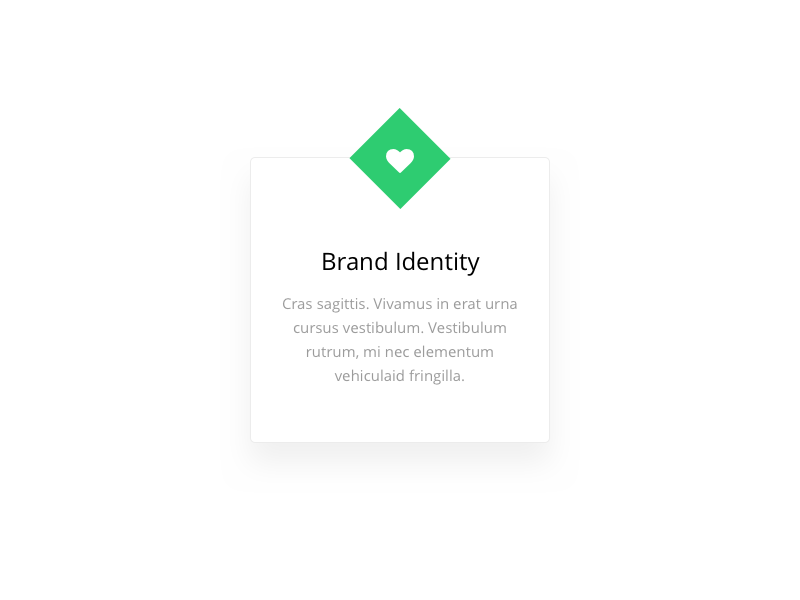 Brand Identity
Cras sagittis. Vivamus in erat urna
cursus vestibulum. Vestibulum
rutrum, mi nec elementum
vehiculaid fringilla.